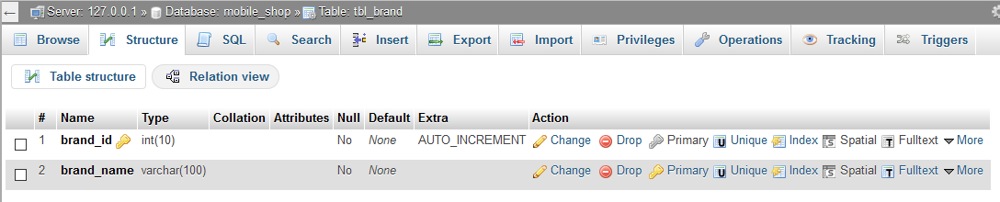 Server: 127.0.0.1 » Database: mobile_shop » Table: tbl_brand
Browse Structure SQL Search Insert Export Import Privileges Operations Tracking Triggers
Table structure Relation view
# Name Type Collation Attributes Null Default Extra Action
1 brand_id int(10) No None AUTO_INCREMENT Change Drop Primary Unique Index Spatial Fulltext More
2 brand_name varchar(100) No None Change Drop Primary Unique Index Spatial Fulltext More